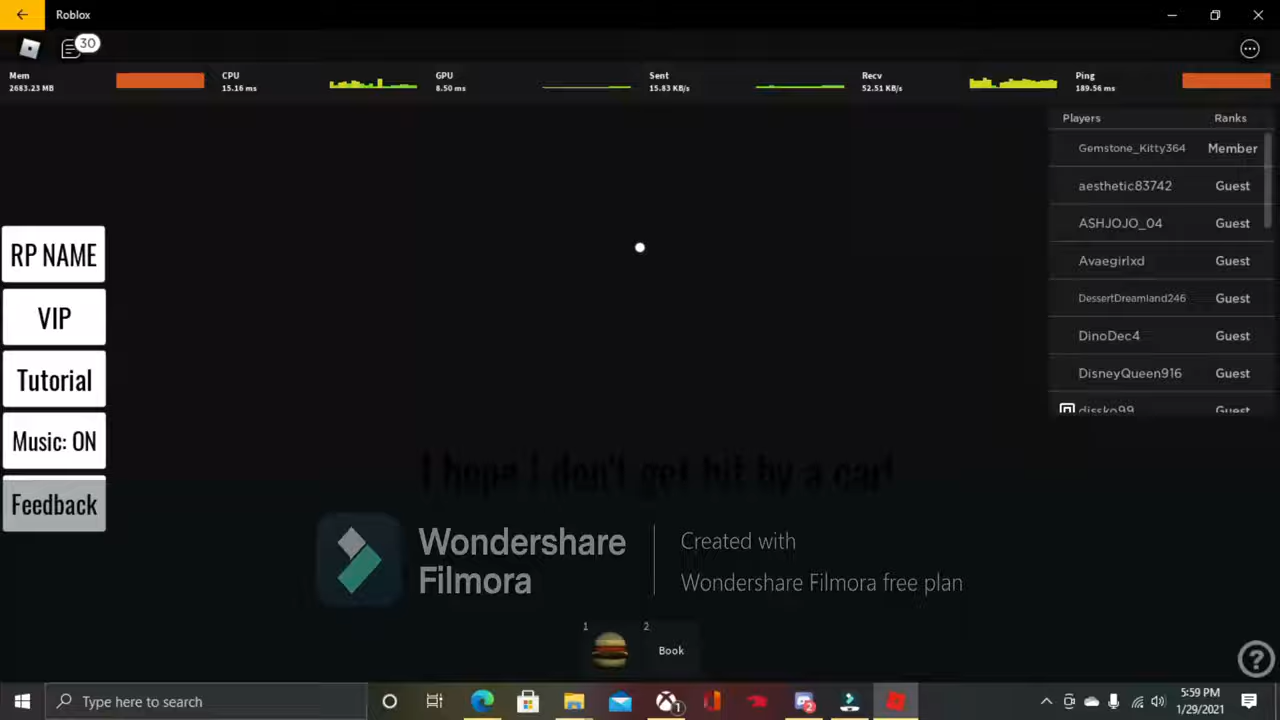 Roblox
30
Mem
2683.23 MB
CPU
15.16 ms
GPU
8.50 ms
Sent
15.83 KB/s
Recv
52.51 KB/s
Ping
189.56 ms
Players Ranks
Gemstone_Kitty364 Member
aesthetic83742 Guest
ASHJOJO_04 Guest
Avaegirlxd Guest
DessertDreamland246 Guest
DinoDec4 Guest
DisneyQueen916 Guest
dissko99 Guest
RP NAME
VIP
Tutorial
Music: ON
Feedback
I hope I don't get hit by a car!
Wondershare
Filmora
Created with
Wondershare Filmora free plan
1
2
Book
?
Type here to search
1
2
5:59 PM
1/29/2021